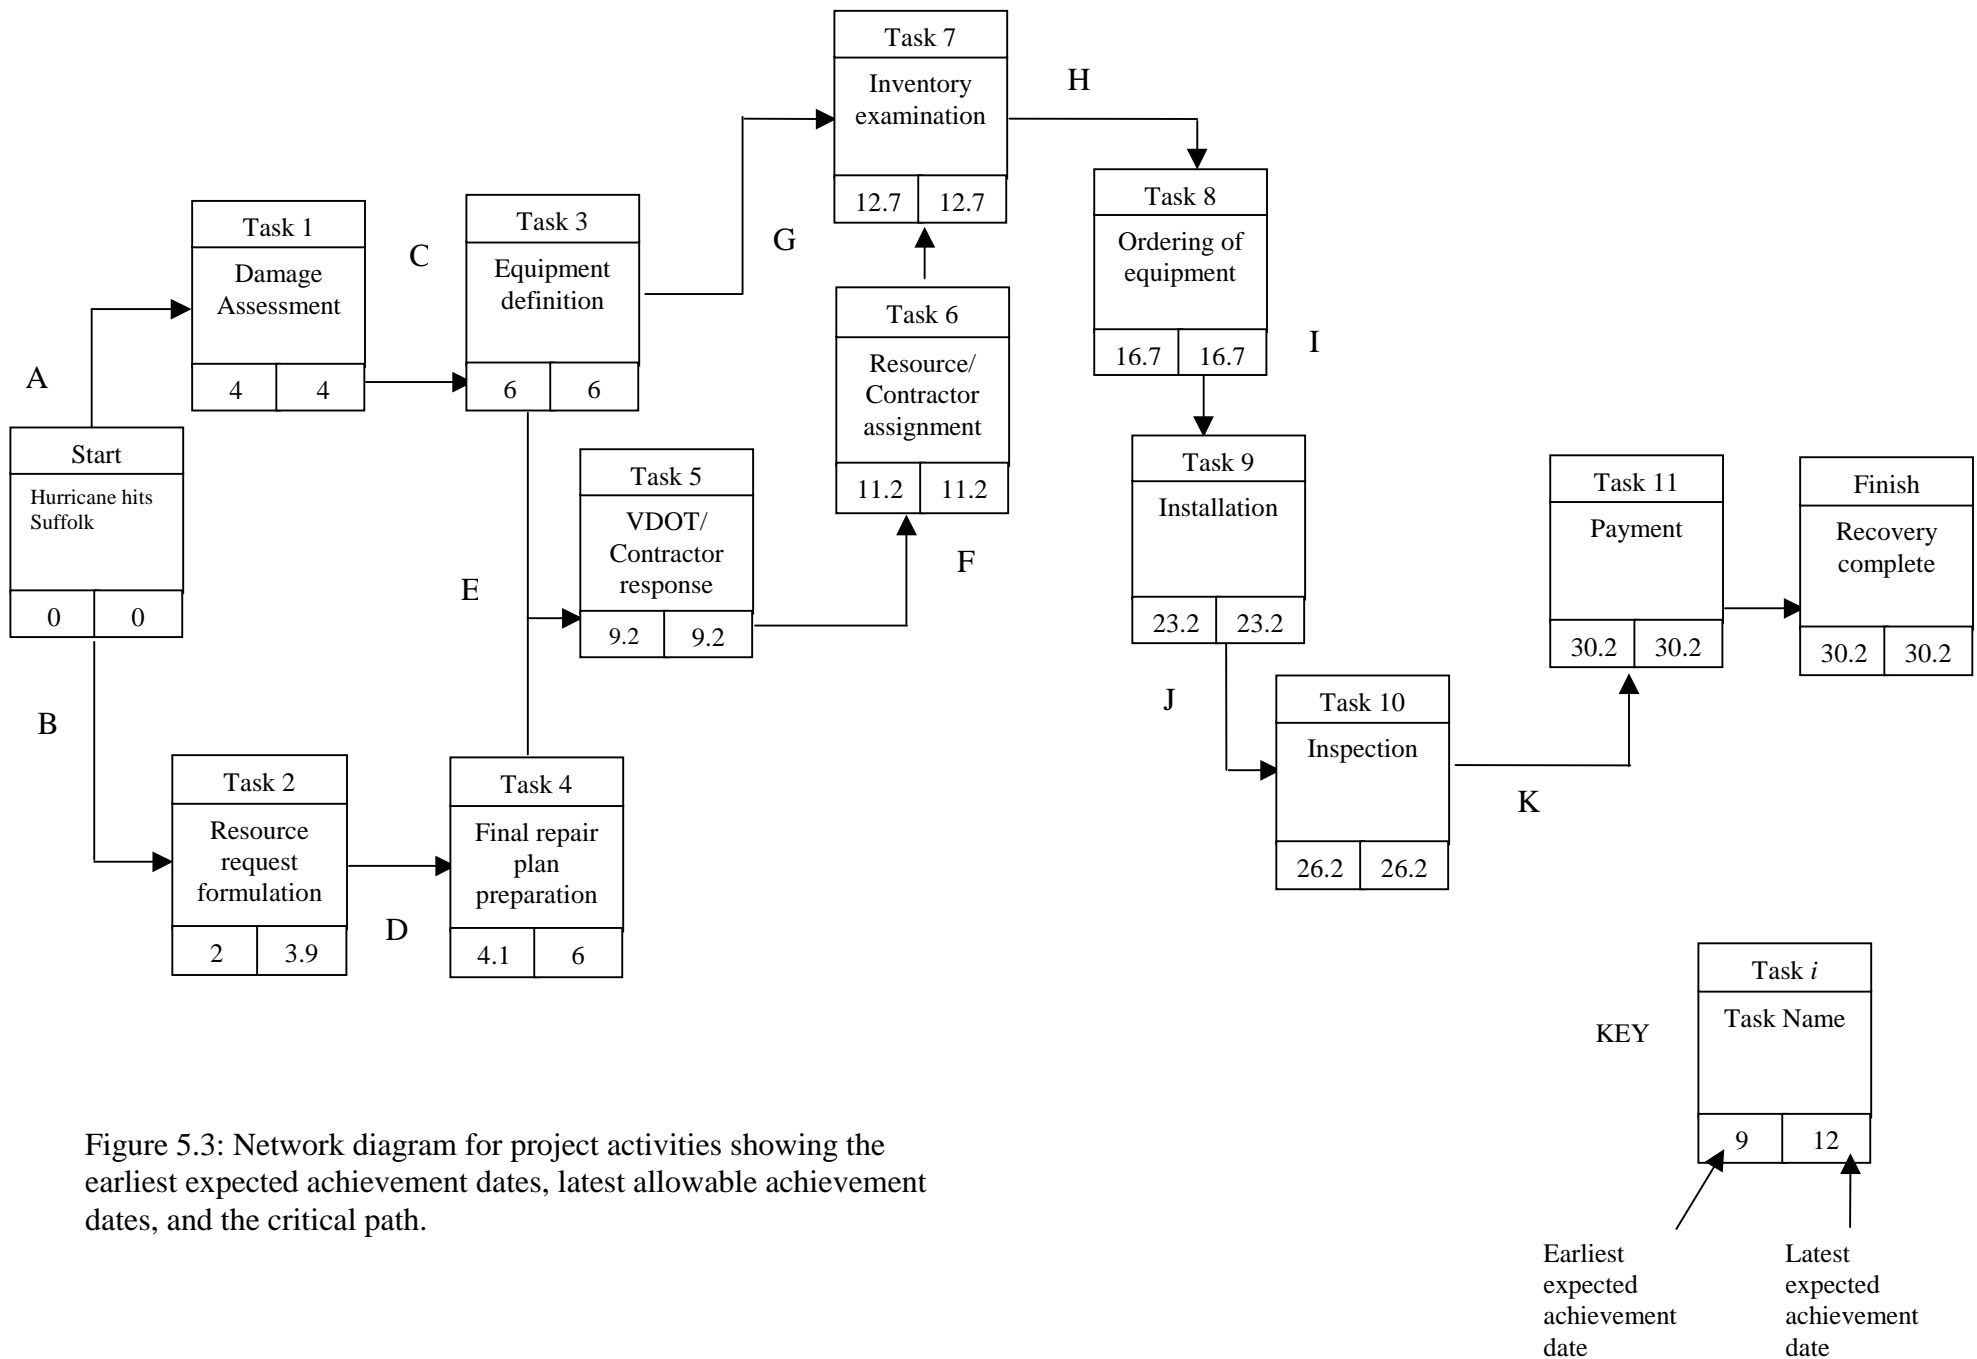 Task 7
Inventory
examination
12.7 12.7
H
Task 8
Ordering of
equipment
16.7 16.7
Task 1
Damage
Assessment
4 4
C
Task 3
Equipment
definition
6 6
G
Task 6
Resource/
Contractor
assignment
11.2 11.2
I
A
Start
Hurricane hits
Suffolk
0 0
Task 5
VDOT/
Contractor
response
9.2 9.2
E
F
Task 9
Installation
23.2 23.2
Task 11
Payment
30.2 30.2
Finish
Recovery
complete
30.2 30.2
B
J
Task 10
Inspection
26.2 26.2
K
Task 2
Resource
request
formulation
2 3.9
D
Task 4
Final repair
plan
preparation
4.1 6
KEY
Task i
Task Name
9 12
Earliest
expected
achievement
date
Latest
expected
achievement
date
Figure 5.3: Network diagram for project activities showing the
earliest expected achievement dates, latest allowable achievement
dates, and the critical path.